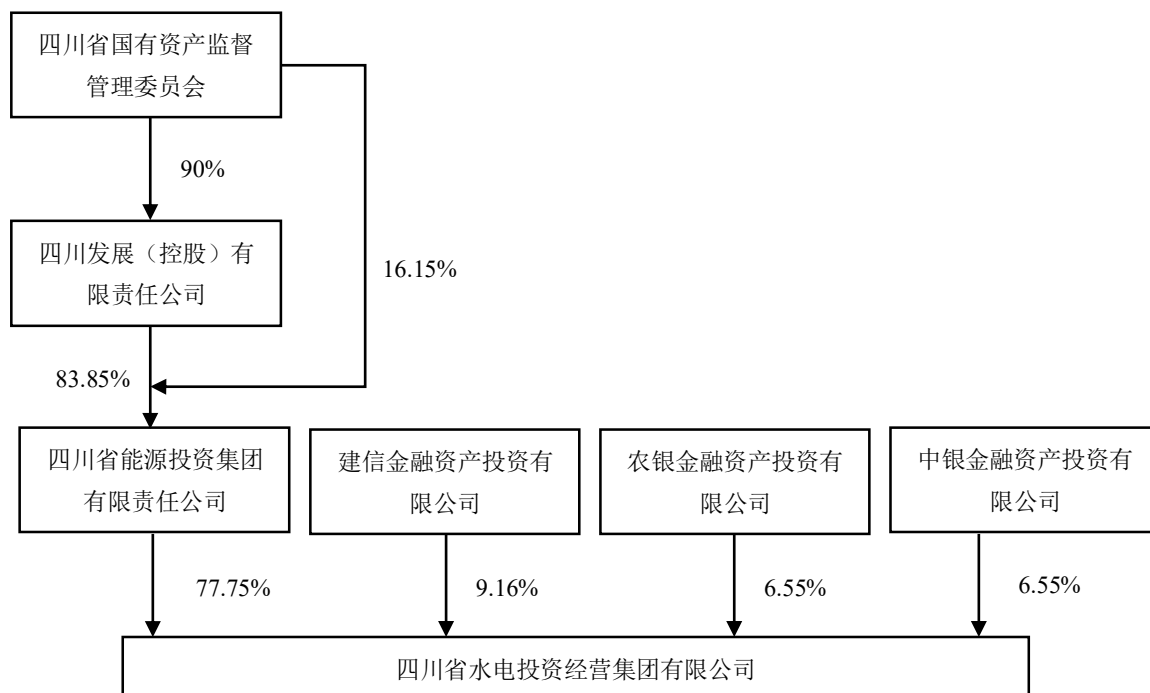 四川省国有资产监督
管理委员会
90%
四川发展（控股）有
限责任公司
16.15%
83.85%
四川省能源投资集团
有限责任公司
建信金融资产投资有
限公司
农银金融资产投资有
限公司
中银金融资产投资有
限公司
77.75%
9.16%
6.55%
6.55%
四川省水电投资经营集团有限公司